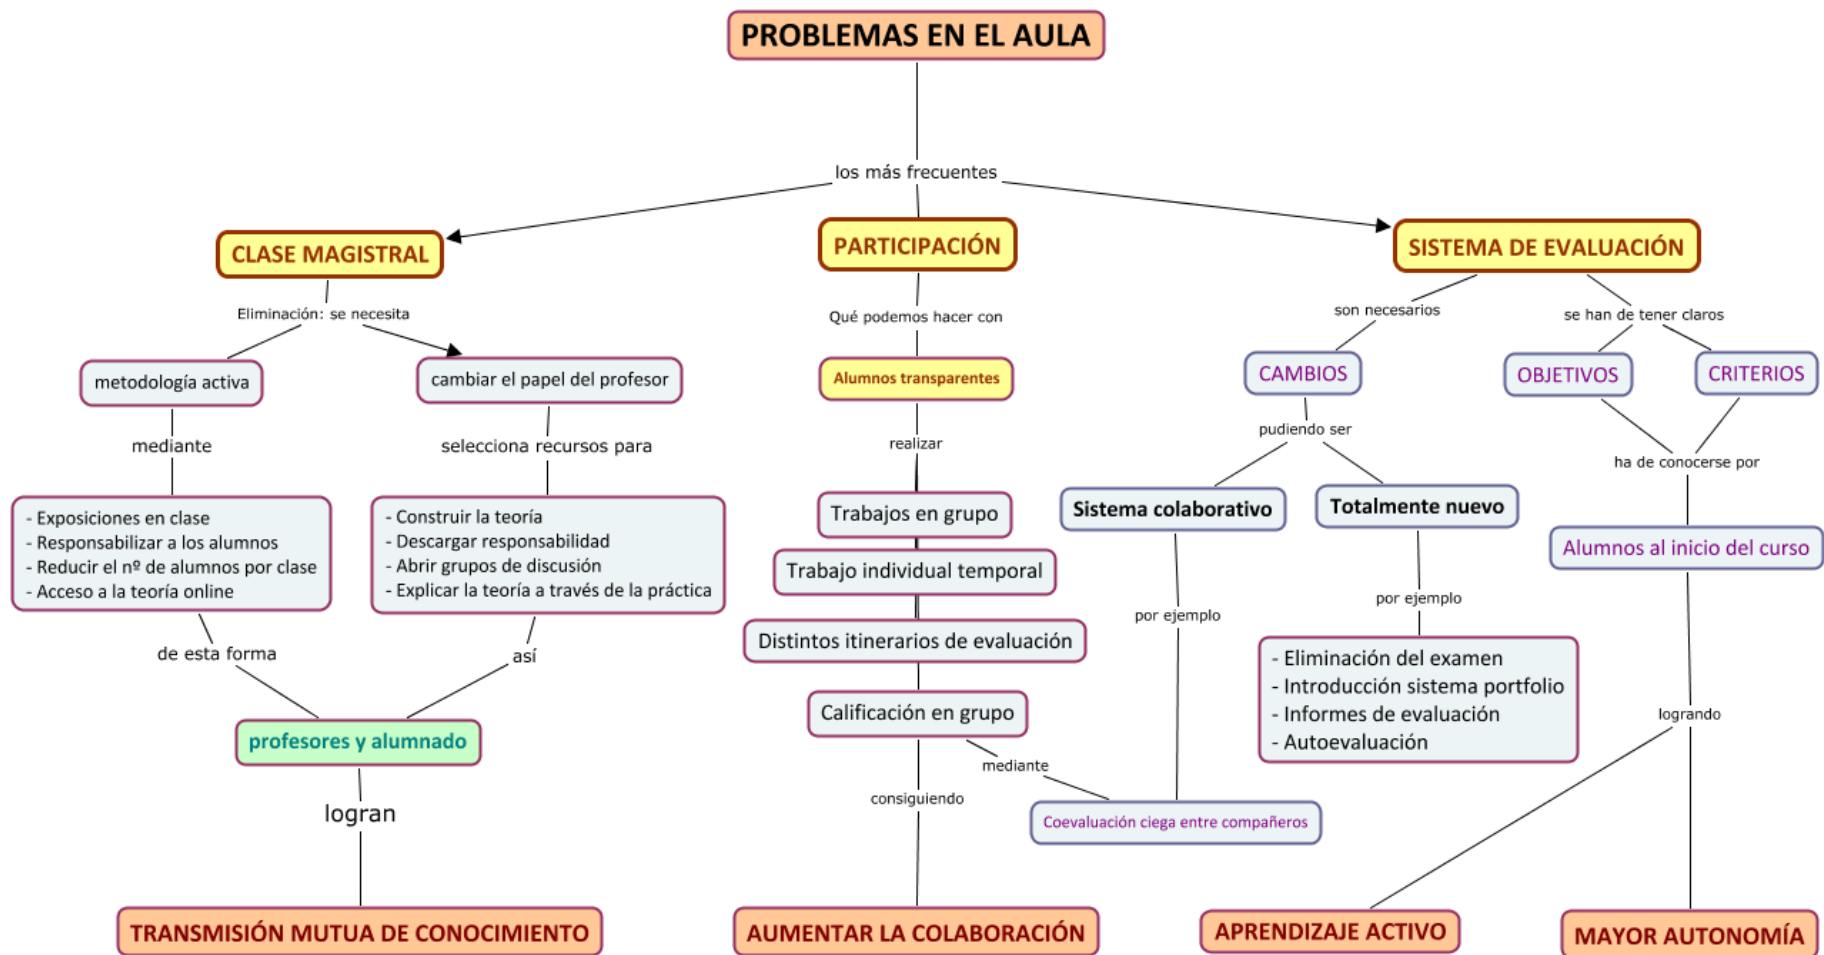 PROBLEMAS EN EL AULA
los más frecuentes
CLASE MAGISTRAL
PARTICIPACIÓN
SISTEMA DE EVALUACIÓN
Eliminación: se necesita
Qué podemos hacer con
son necesarios
se han de tener claros
metodología activa
cambiar el papel del profesor
Alumnos transparentes
CAMBIOS
OBJETIVOS
CRITERIOS
mediante
selecciona recursos para
realizar
pudiendo ser
ha de conocerse por
- Exposiciones en clase
- Responsabilizar a los alumnos
- Reducir el nº de alumnos por clase
- Acceso a la teoría online
- Construir la teoría
- Descargar responsabilidad
- Abrir grupos de discusión
- Explicar la teoría a través de la práctica
Trabajos en grupo
Trabajo individual temporal
Distintos itinerarios de evaluación
Calificación en grupo
Sistema colaborativo
Totalmente nuevo
Alumnos al inicio del curso
por ejemplo
por ejemplo
- Eliminación del examen
- Introducción sistema portfolio
- Informes de evaluación
- Autoevaluación
de esta forma
así
profesores y alumnado
logran
mediante
consiguiendo
Coevaluación ciega entre compañeros
logrando
TRANSMISIÓN MUTUA DE CONOCIMIENTO
AUMENTAR LA COLABORACIÓN
APRENDIZAJE ACTIVO
MAYOR AUTONOMÍA